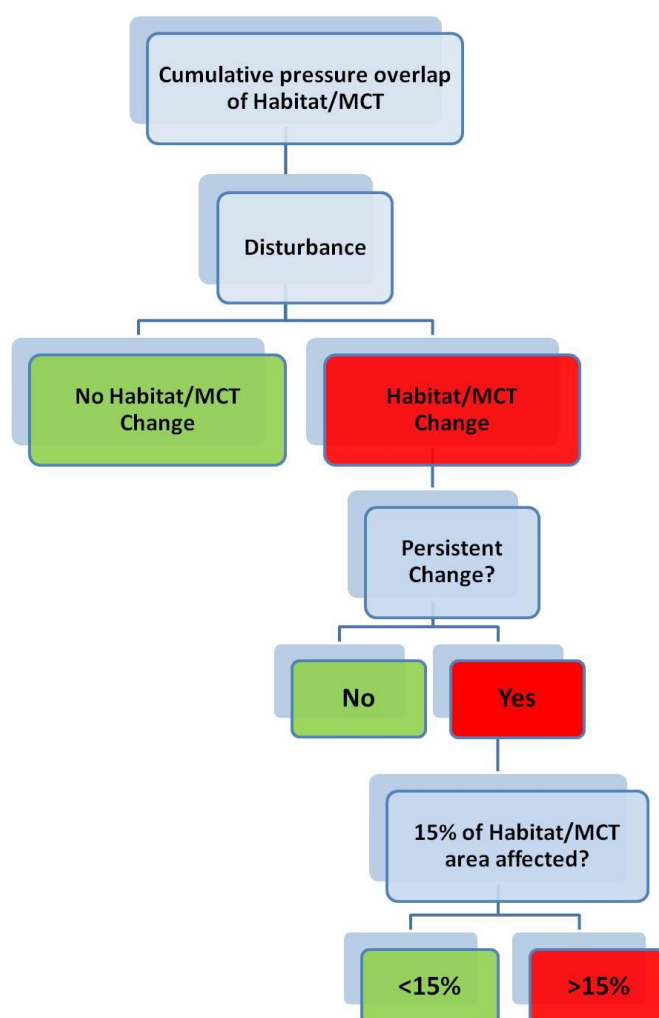 Cumulative pressure overlap
of Habitat/MCT
Disturbance
No Habitat/MCT
Change
Habitat/MCT
Change
Persistent
Change?
No
Yes
15% of Habitat/MCT
area affected?
<15%
>15%